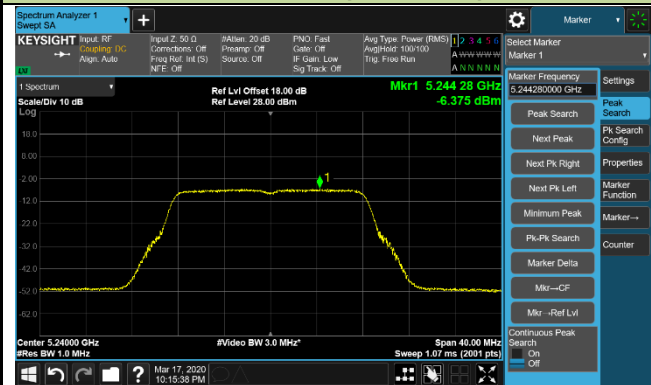 Spectrum Analyzer 1
Swept SA
Marker
KEYSIGHT
Input: RF
Coupling: DC
Align: Auto
Input Z: 50 Ω
Corrections: Off
Freq Ref: Int (S)
NFE: Off
#Atten: 20 dB
Preamp: Off
Source: Off
PNO: Fast
Gate: Off
IF Gain: Low
Sig Track: Off
Avg Type: Power (RMS)
Avg|Hold: 100/100
Trig: Free Run
1 2 3 4 5 6
A W W W W W
A N N N N N
LXI
Select Marker
Marker 1
1 Spectrum
Scale/Div 10 dB
Log
Ref Lvl Offset 18.00 dB
Ref Level 28.00 dBm
Mkr1 5.244 28 GHz
-6.375 dBm
18.0
8.00
-2.00
-12.0
-22.0
-32.0
-42.0
-52.0
-62.0
1
Center 5.24000 GHz
#Res BW 1.0 MHz
#Video BW 3.0 MHz*
Span 40.00 MHz
Sweep 1.07 ms (2001 pts)
Marker Frequency
5.244280000 GHz
Peak Search
Next Peak
Next Pk Right
Next Pk Left
Minimum Peak
Pk-Pk Search
Marker Delta
Mkr→CF
Mkr→Ref Lvl
Continuous Peak
Search
On
Off
Settings
Peak
Search
Pk Search
Config
Properties
Marker
Function
Marker→
Counter
Mar 17, 2020
10:15:38 PM